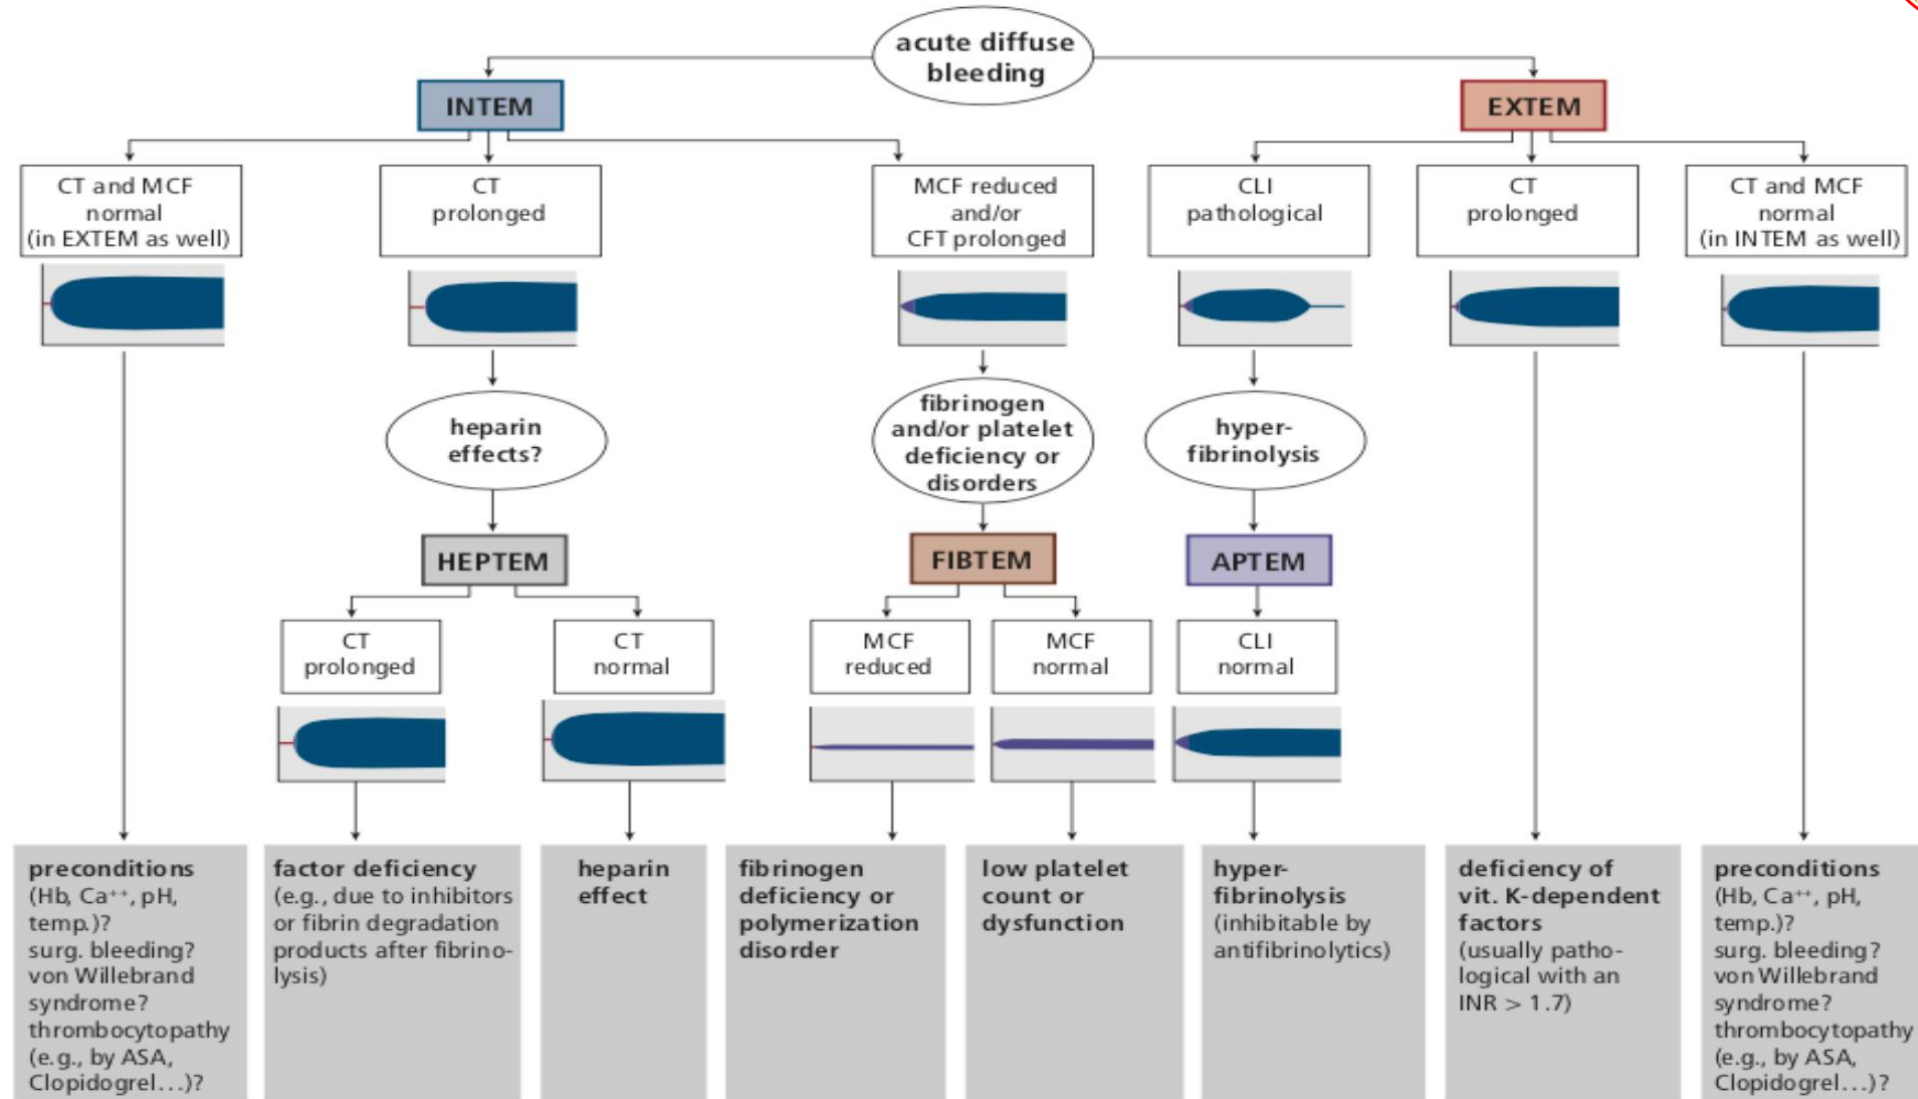 acute diffuse
bleeding
INTEM
EXTEM
CT and MCF
normal
(in EXTEM as well)
CT
prolonged
MCF reduced
and/or
CFT prolonged
CLI
pathological
CT
prolonged
CT and MCF
normal
(in INTEM as well)
heparin
effects?
fibrinogen
and/or platelet
deficiency or
disorders
hyper-
fibrinolysis
HEPTEM
FIBTEM
APTEM
CT
prolonged
CT
normal
MCF
reduced
MCF
normal
CLI
normal
preconditions
(Hb, Ca⁺⁺, pH,
temp.)?
surg. bleeding?
von Willebrand
syndrome?
thrombocytopathy
(e.g., by ASA,
Clopidogrel...)?
factor deficiency
(e.g., due to inhibitors
or fibrin degradation
products after fibrino-
lysis)
heparin
effect
fibrinogen
deficiency or
polymerization
disorder
low platelet
count or
dysfunction
hyper-
fibrinolysis
(inhibitable by
antifibrinolytics)
deficiency of
vit. K-dependent
factors
(usually patho-
logical with an
INR > 1.7)
preconditions
(Hb, Ca⁺⁺, pH,
temp.)?
surg. bleeding?
von Willebrand
syndrome?
thrombocytopathy
(e.g., by ASA,
Clopidogrel...)?